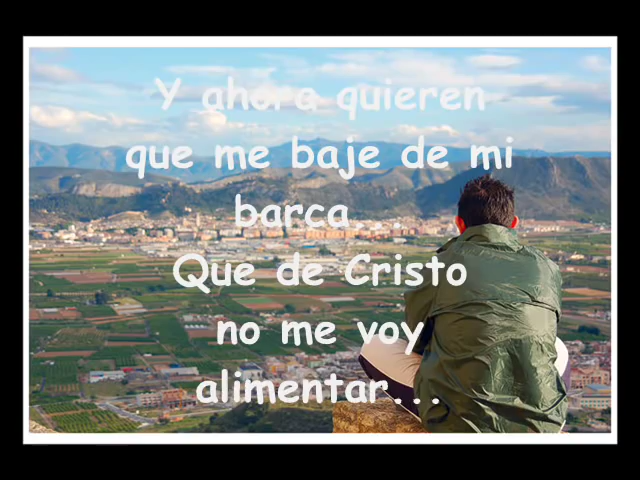 Y ahora quieren
que me baje de mi
barca...
Que de Cristo
no me voy
alimentar...